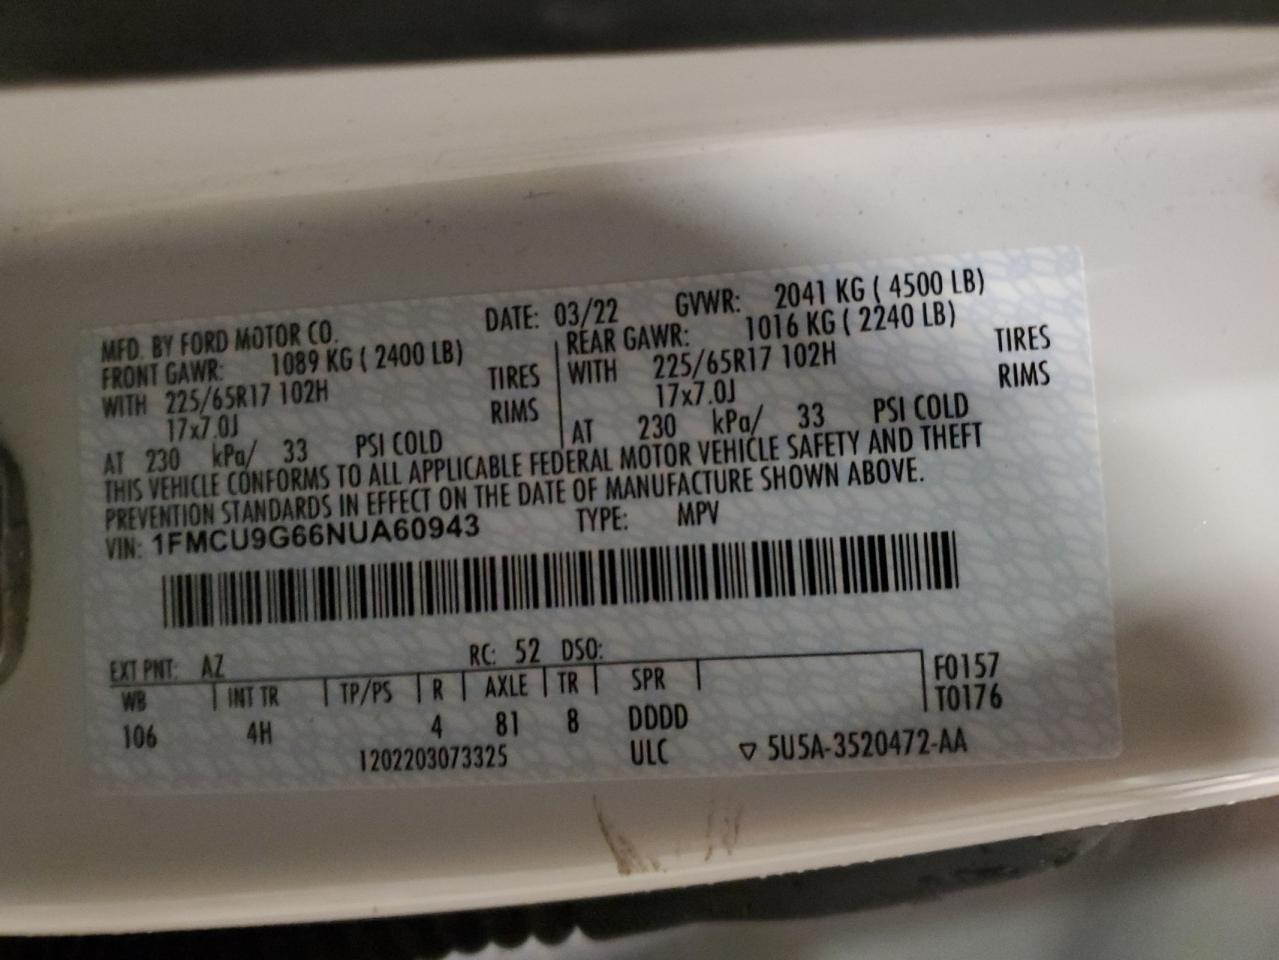 MFD. BY FORD MOTOR CO. DATE: 03/22 GVWR: 2041 KG ( 4500 LB)
FRONT GAWR: 1089 KG ( 2400 LB) REAR GAWR: 1016 KG ( 2240 LB)
WITH 225/65R17 102H TIRES WITH 225/65R17 102H TIRES
17x7.0J RIMS 17x7.0J RIMS
AT 230 kPa/ 33 PSI COLD AT 230 kPa/ 33 PSI COLD
THIS VEHICLE CONFORMS TO ALL APPLICABLE FEDERAL MOTOR VEHICLE SAFETY AND THEFT
PREVENTION STANDARDS IN EFFECT ON THE DATE OF MANUFACTURE SHOWN ABOVE.
VIN: 1FMCU9G66NUA60943 TYPE: MPV
EXT PNT: AZ RC: 52 DSO:
WB INT TR TP/PS R AXLE TR SPR F0157
106 4H 4 81 8 DDDD T0176
1202203073325 ULC ▽ 5U5A-3520472-AA